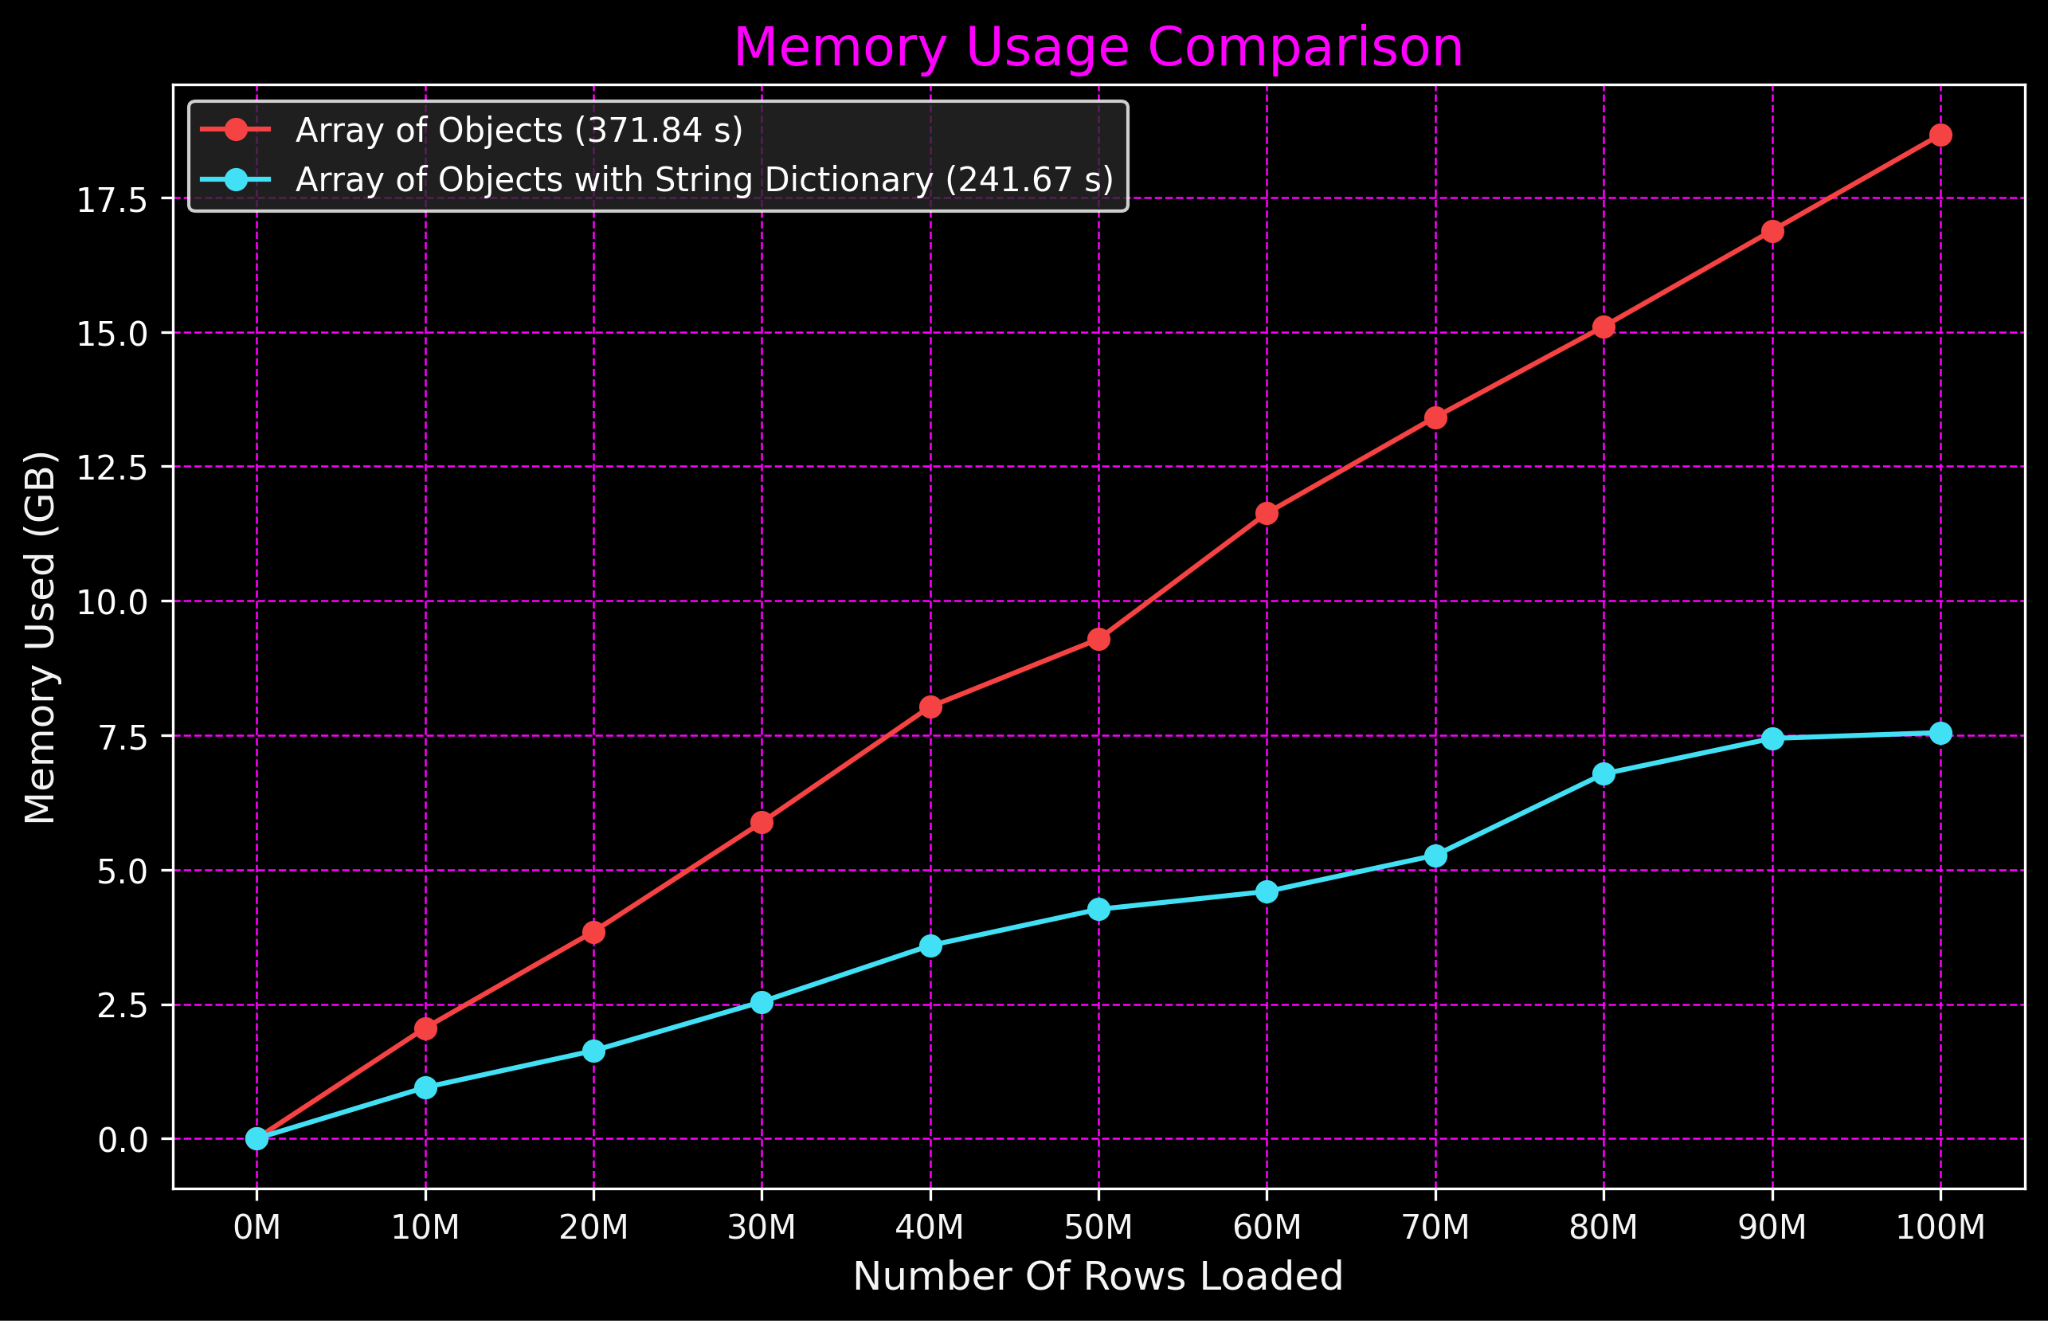 Memory Usage Comparison
Array of Objects (371.84 s)
Array of Objects with String Dictionary (241.67 s)
Memory Used (GB)
17.5
15.0
12.5
10.0
7.5
5.0
2.5
0.0
0M 10M 20M 30M 40M 50M 60M 70M 80M 90M 100M
Number Of Rows Loaded